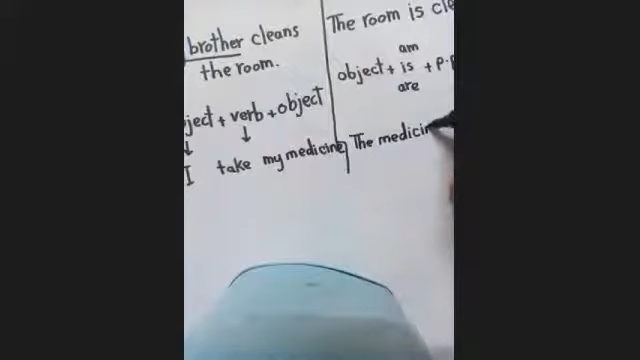 brother cleans
the room.
ject + verb + object
I take my medicine
The room is cle
am
object + is + p.p
are
The medicin